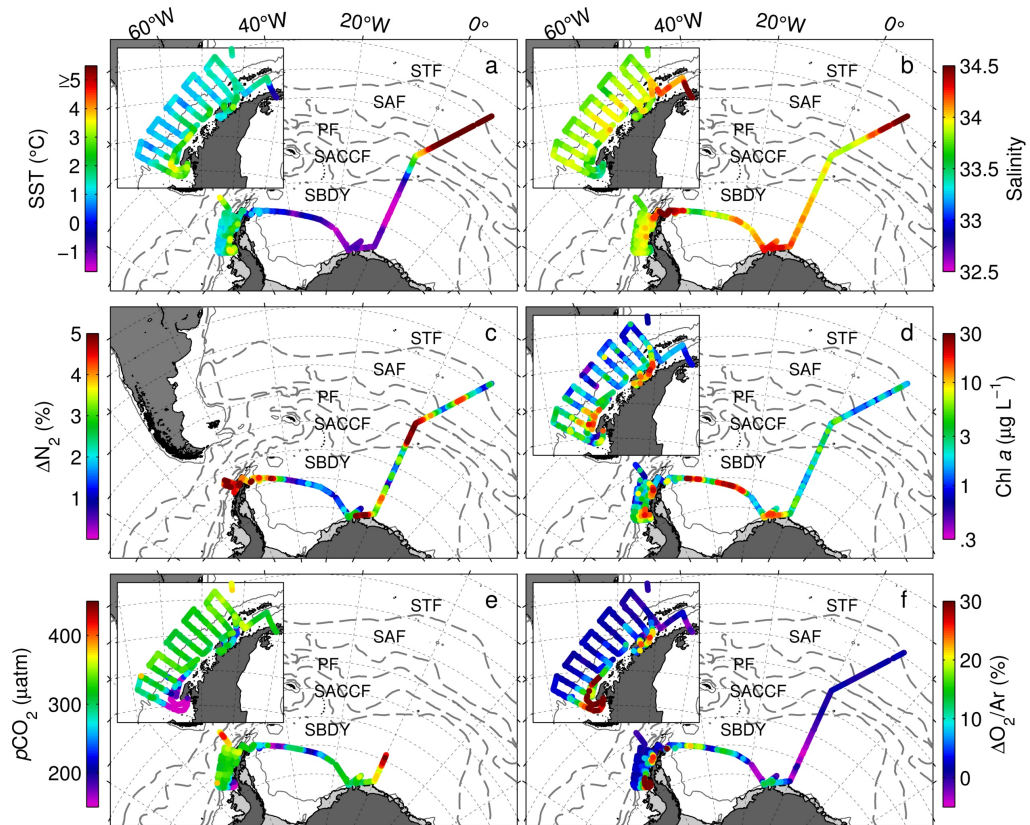 60°W 40°W 20°W 0° 60°W 40°W 20°W 0°
a
STF
SAF
PF
SACCF
SBDY
SST (°C)
≥5
4
3
2
1
0
−1
b
STF
SAF
PF
SACCF
SBDY
34.5
34
33.5
33
32.5
Salinity
c
STF
SAF
PF
SACCF
SBDY
ΔN2 (%)
5
4
3
2
1
d
STF
SAF
PF
SACCF
SBDY
30
10
3
1
.3
Chl a (µg L−1)
e
STF
SAF
PF
SACCF
SBDY
pCO2 (µatm)
400
300
200
f
STF
SAF
PF
SACCF
SBDY
30
20
10
0
ΔO2/Ar (%)